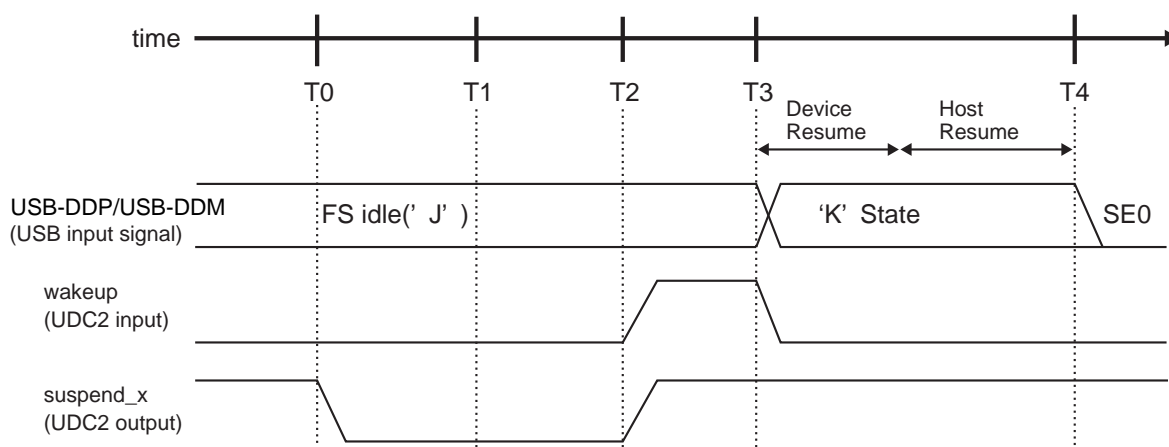 time
T0
T1
T2
T3
T4
Device
Resume
Host
Resume
USB-DDP/USB-DDM
(USB input signal)
FS idle(' J' )
‘K’ State
SE0
wakeup
(UDC2 input)
suspend_x
(UDC2 output)